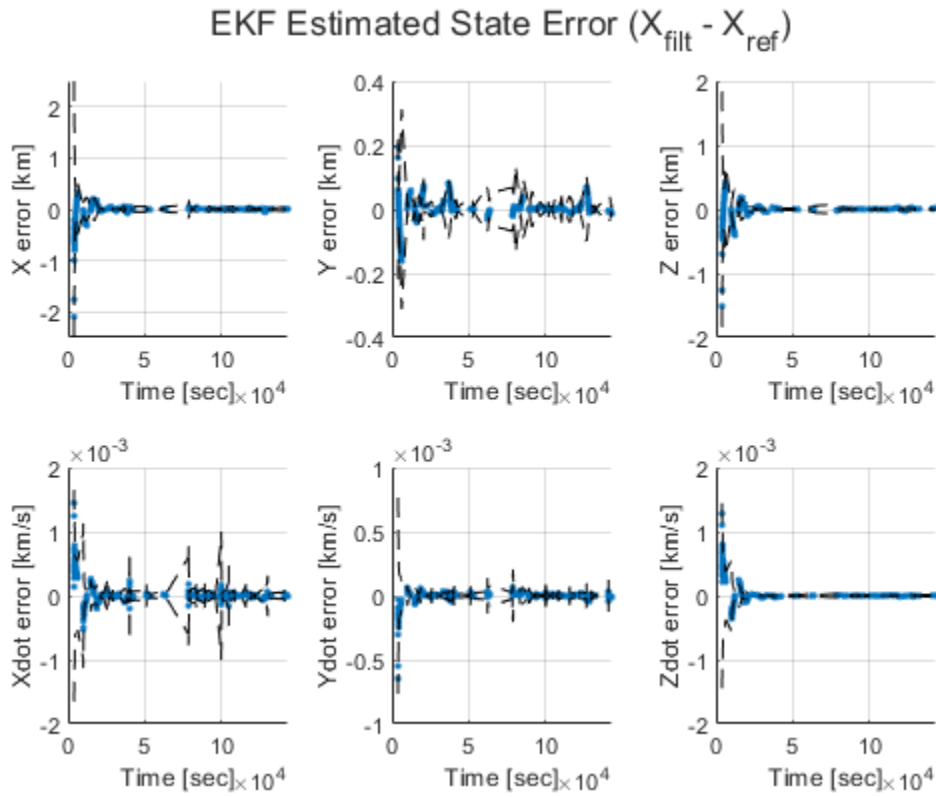 EKF Estimated State Error (X_filt - X_ref)
X error [km]
2
1
0
-1
-2
0 5 10
Time [sec] ×10^4
Y error [km]
0.4
0.2
0
-0.2
-0.4
0 5 10
Time [sec] ×10^4
Z error [km]
2
1
0
-1
-2
0 5 10
Time [sec] ×10^4
×10^-3
Xdot error [km/s]
2
1
0
-1
-2
0 5 10
Time [sec] ×10^4
×10^-3
Ydot error [km/s]
1
0.5
0
-0.5
-1
0 5 10
Time [sec] ×10^4
×10^-3
Zdot error [km/s]
2
1
0
-1
-2
0 5 10
Time [sec] ×10^4